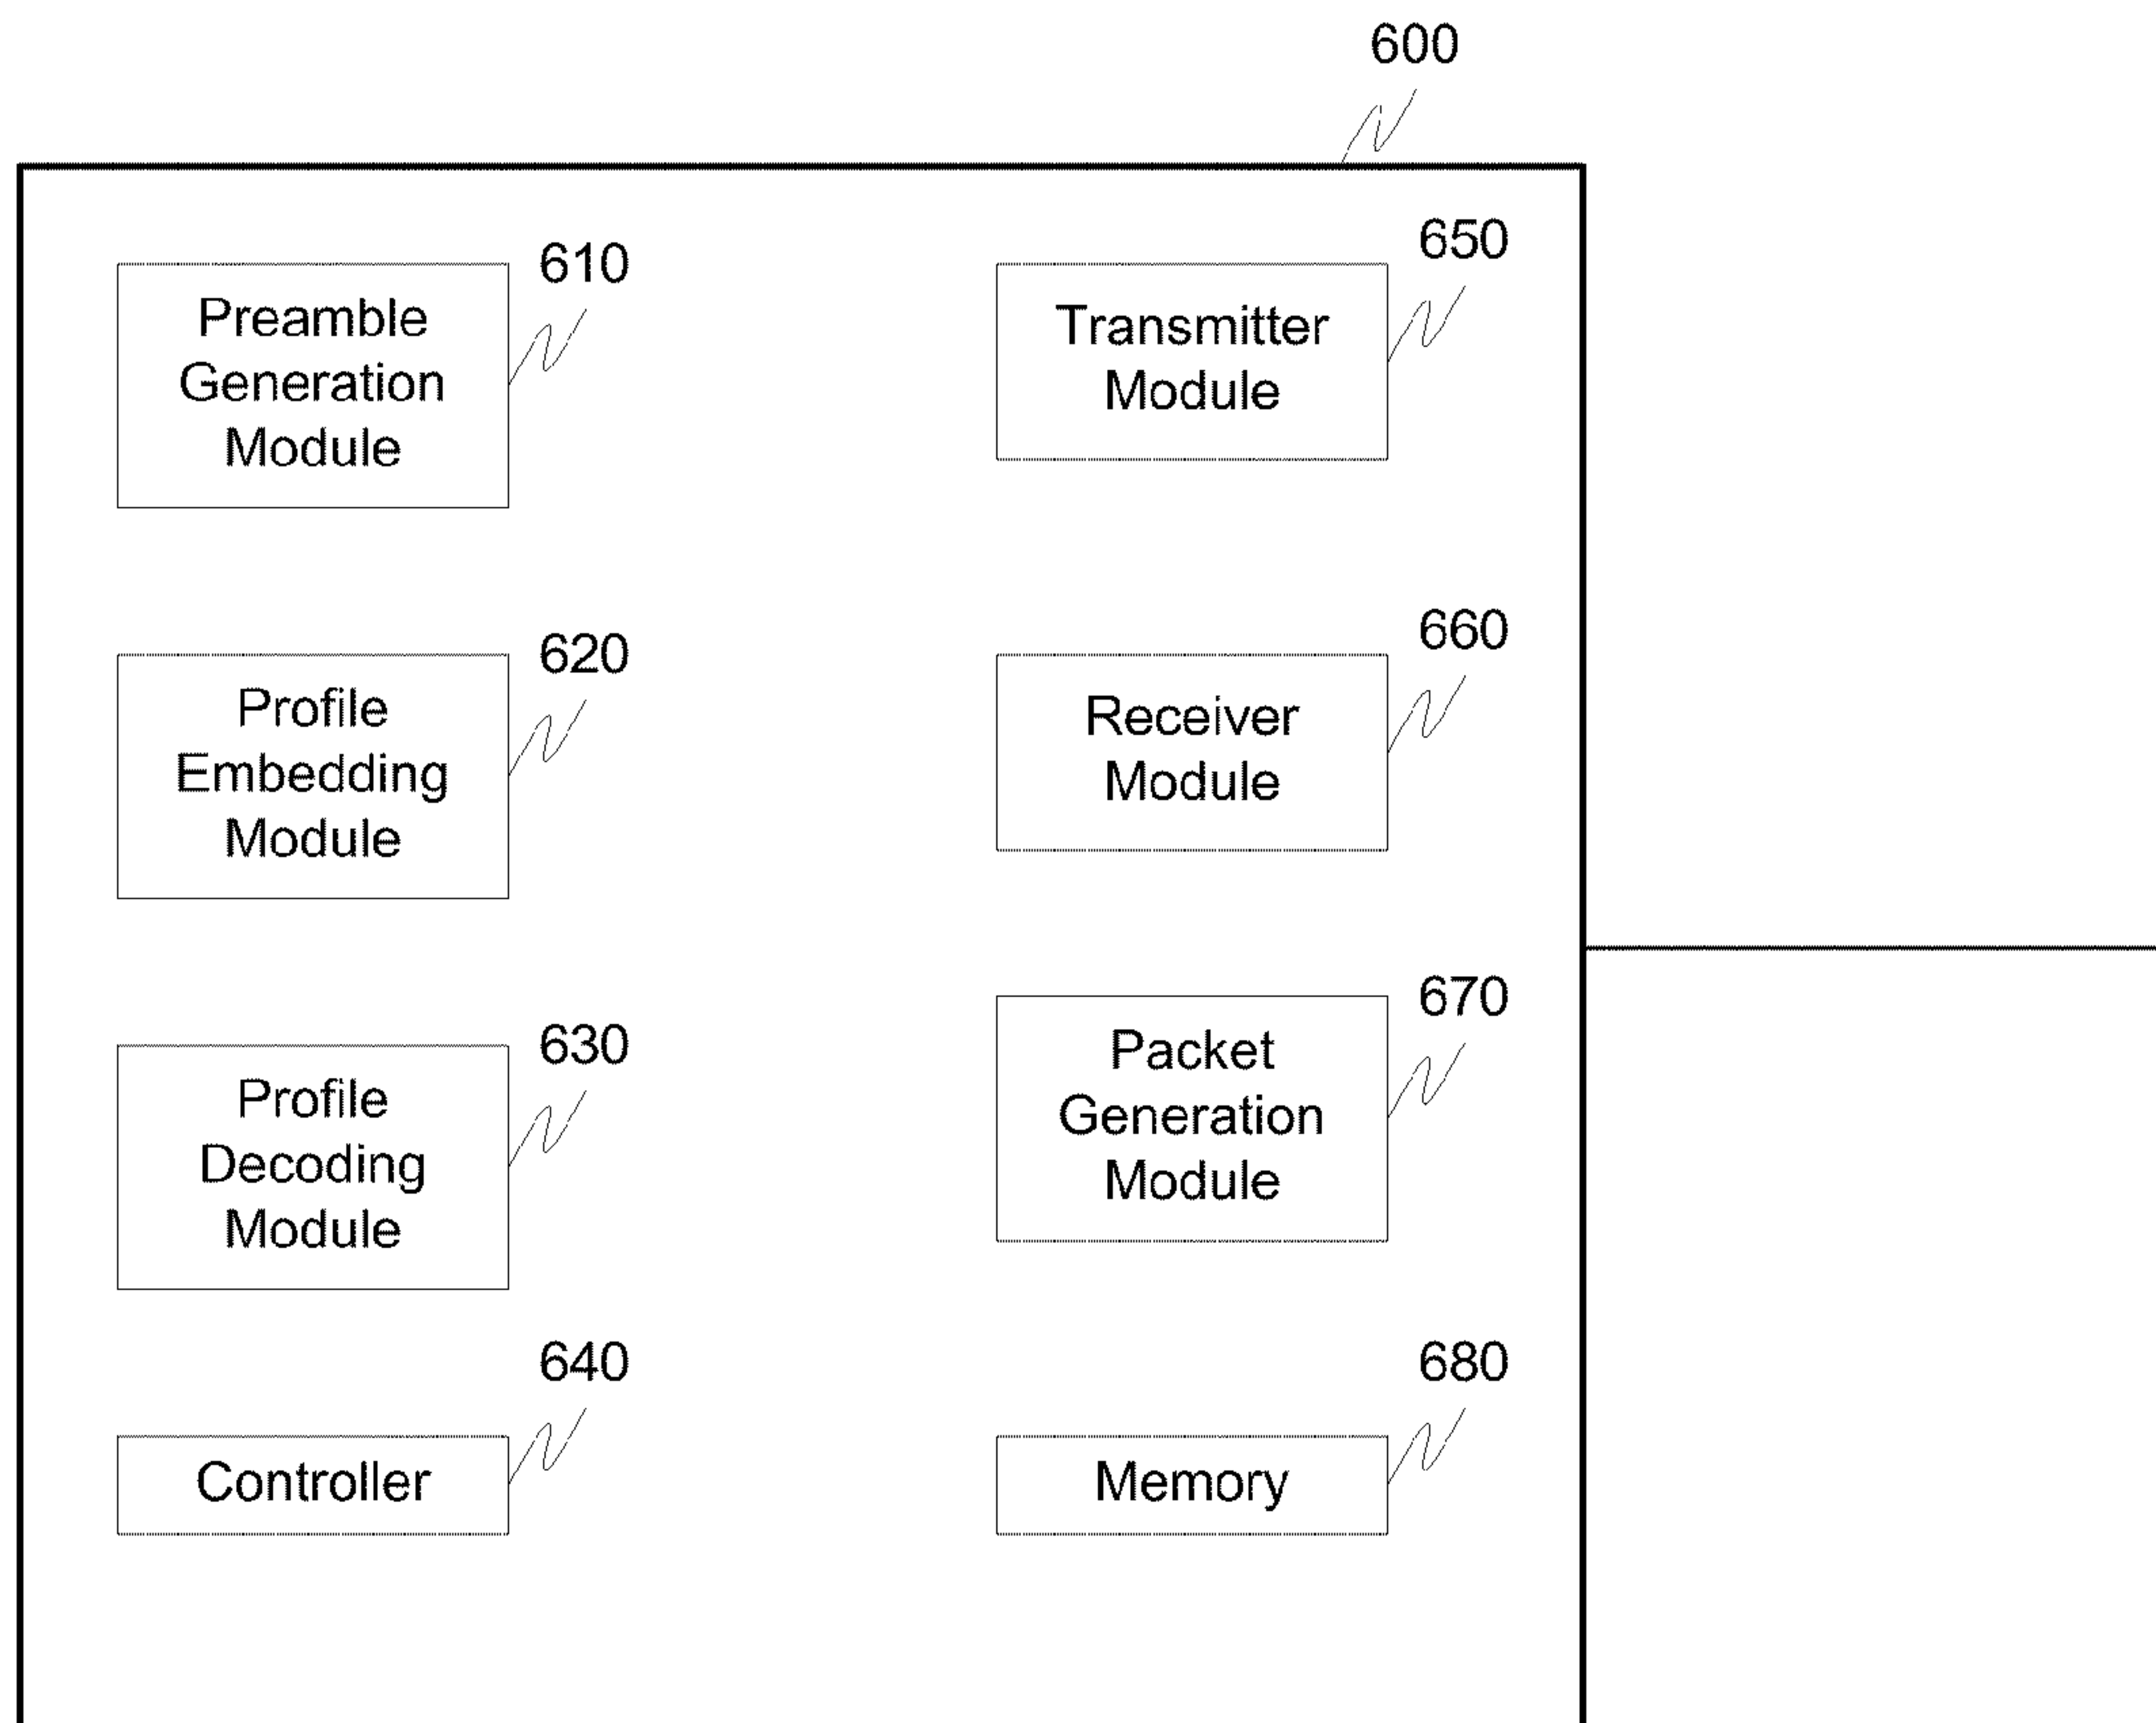 600
610
Preamble
Generation
Module
650
Transmitter
Module
620
Profile
Embedding
Module
660
Receiver
Module
630
Profile
Decoding
Module
670
Packet
Generation
Module
640
Controller
680
Memory